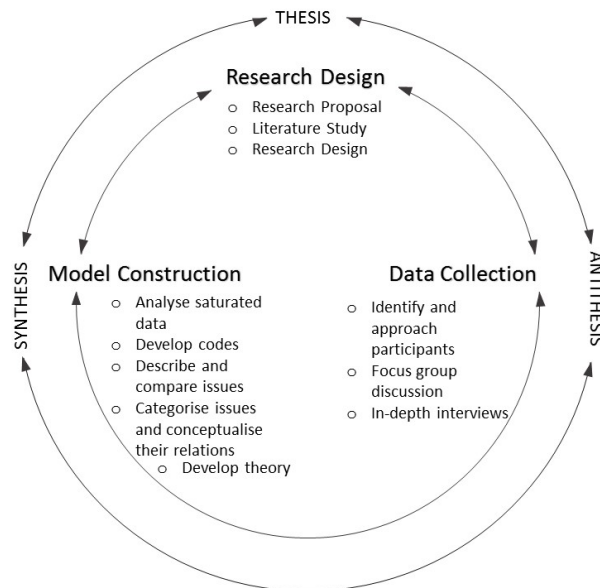 THESIS
Research Design
o Research Proposal
o Literature Study
o Research Design
SYNTHESIS
Model Construction
o Analyse saturated
data
o Develop codes
o Describe and
compare issues
o Categorise issues
and conceptualise
their relations
o Develop theory
Data Collection
o Identify and
approach
participants
o Focus group
discussion
o In-depth interviews
ANTITHESIS